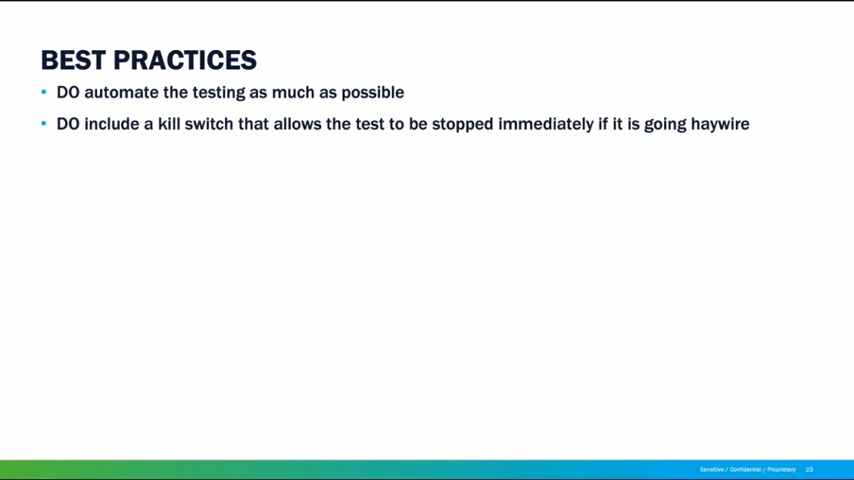 BEST PRACTICES
• DO automate the testing as much as possible
• DO include a kill switch that allows the test to be stopped immediately if it is going haywire
Sensitive / Confidential / Proprietary 23